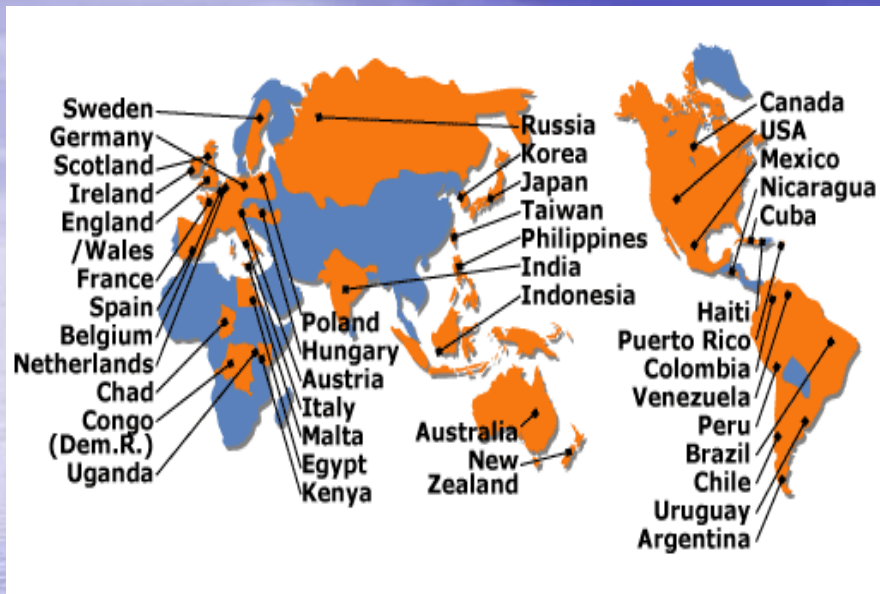 Sweden
Germany
Scotland
Ireland
England
/Wales
France
Spain
Belgium
Netherlands
Chad
Congo
(Dem.R.)
Uganda
Poland
Hungary
Austria
Italy
Malta
Egypt
Kenya
Russia
Korea
Japan
Taiwan
Philippines
India
Indonesia
Australia
New
Zealand
Canada
USA
Mexico
Nicaragua
Cuba
Haiti
Puerto Rico
Colombia
Venezuela
Peru
Brazil
Chile
Uruguay
Argentina